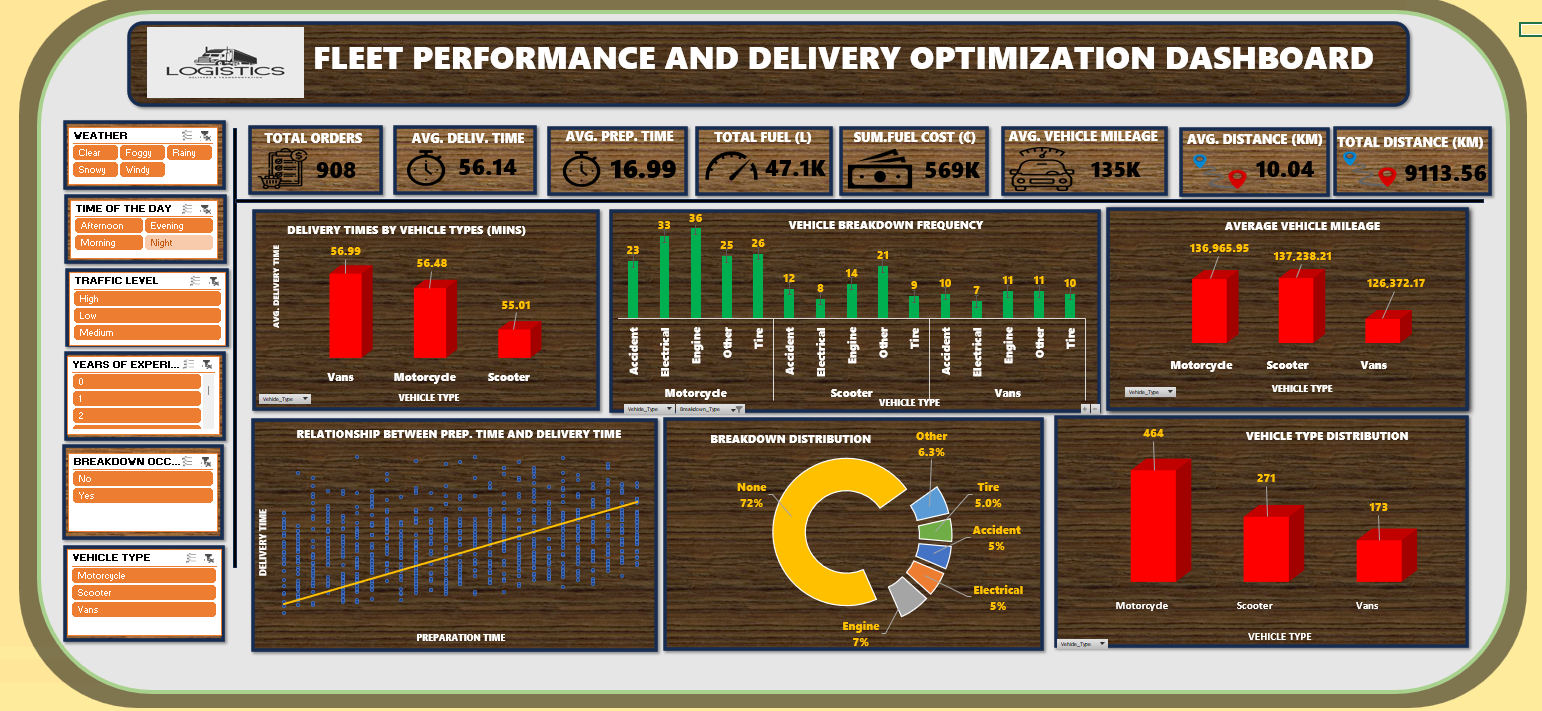 LOGISTICS
FLEET PERFORMANCE AND DELIVERY OPTIMIZATION DASHBOARD
WEATHER
Clear Foggy Rainy
Snowy Windy
TIME OF THE DAY
Afternoon Evening
Morning Night
TRAFFIC LEVEL
High
Low
Medium
YEARS OF EXPERI...
0
1
2
BREAKDOWN OCC...
No
Yes
VEHICLE TYPE
Motorcycle
Scooter
Vans
TOTAL ORDERS
908
AVG. DELIV. TIME
56.14
AVG. PREP. TIME
16.99
TOTAL FUEL (L)
47.1K
SUM.FUEL COST (₵)
569K
AVG. VEHICLE MILEAGE
135K
AVG. DISTANCE (KM)
10.04
TOTAL DISTANCE (KM)
9113.56
DELIVERY TIMES BY VEHICLE TYPES (MINS)
AVG. DELIVERY TIME
56.99
56.48
55.01
Vans Motorcycle Scooter
VEHICLE TYPE
Vehicle_Type
VEHICLE BREAKDOWN FREQUENCY
23 33 36 25 26 12 8 14 21 9 10 7 11 11 10
Accident Electrical Engine Other Tire Accident Electrical Engine Other Tire Accident Electrical Engine Other Tire
Motorcycle Scooter Vans
VEHICLE TYPE
Vehicle_Type Breakdown_Type
AVERAGE VEHICLE MILEAGE
136,965.95
137,238.21
126,372.17
Motorcycle Scooter Vans
VEHICLE TYPE
Vehicle_Type
RELATIONSHIP BETWEEN PREP. TIME AND DELIVERY TIME
DELIVERY TIME
PREPARATION TIME
BREAKDOWN DISTRIBUTION
Other
6.3%
None
72%
Tire
5.0%
Accident
5%
Electrical
5%
Engine
7%
VEHICLE TYPE DISTRIBUTION
464
271
173
Motorcycle Scooter Vans
VEHICLE TYPE
Vehicle_Type